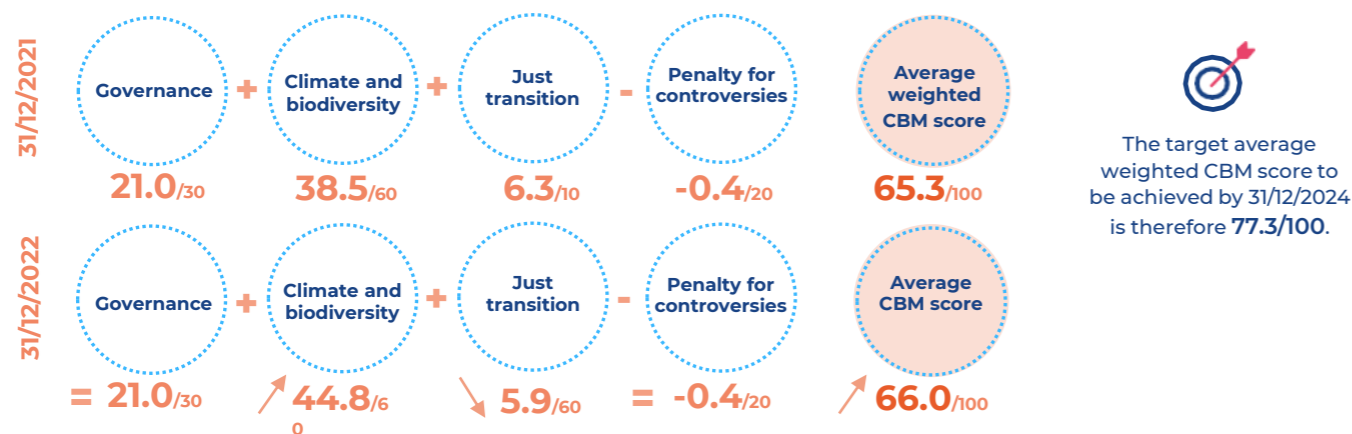 31/12/2021
Governance
+
Climate and
biodiversity
+
Just
transition
-
Penalty for
controversies
Average
weighted
CBM score
21.0/30
38.5/60
6.3/10
-0.4/20
65.3/100
The target average
weighted CBM score to
be achieved by 31/12/2024
is therefore 77.3/100.
31/12/2022
Governance
+
Climate and
biodiversity
+
Just
transition
-
Penalty for
controversies
Average
CBM score
= 21.0/30
44.8/6
0
5.9/60
= -0.4/20
66.0/100